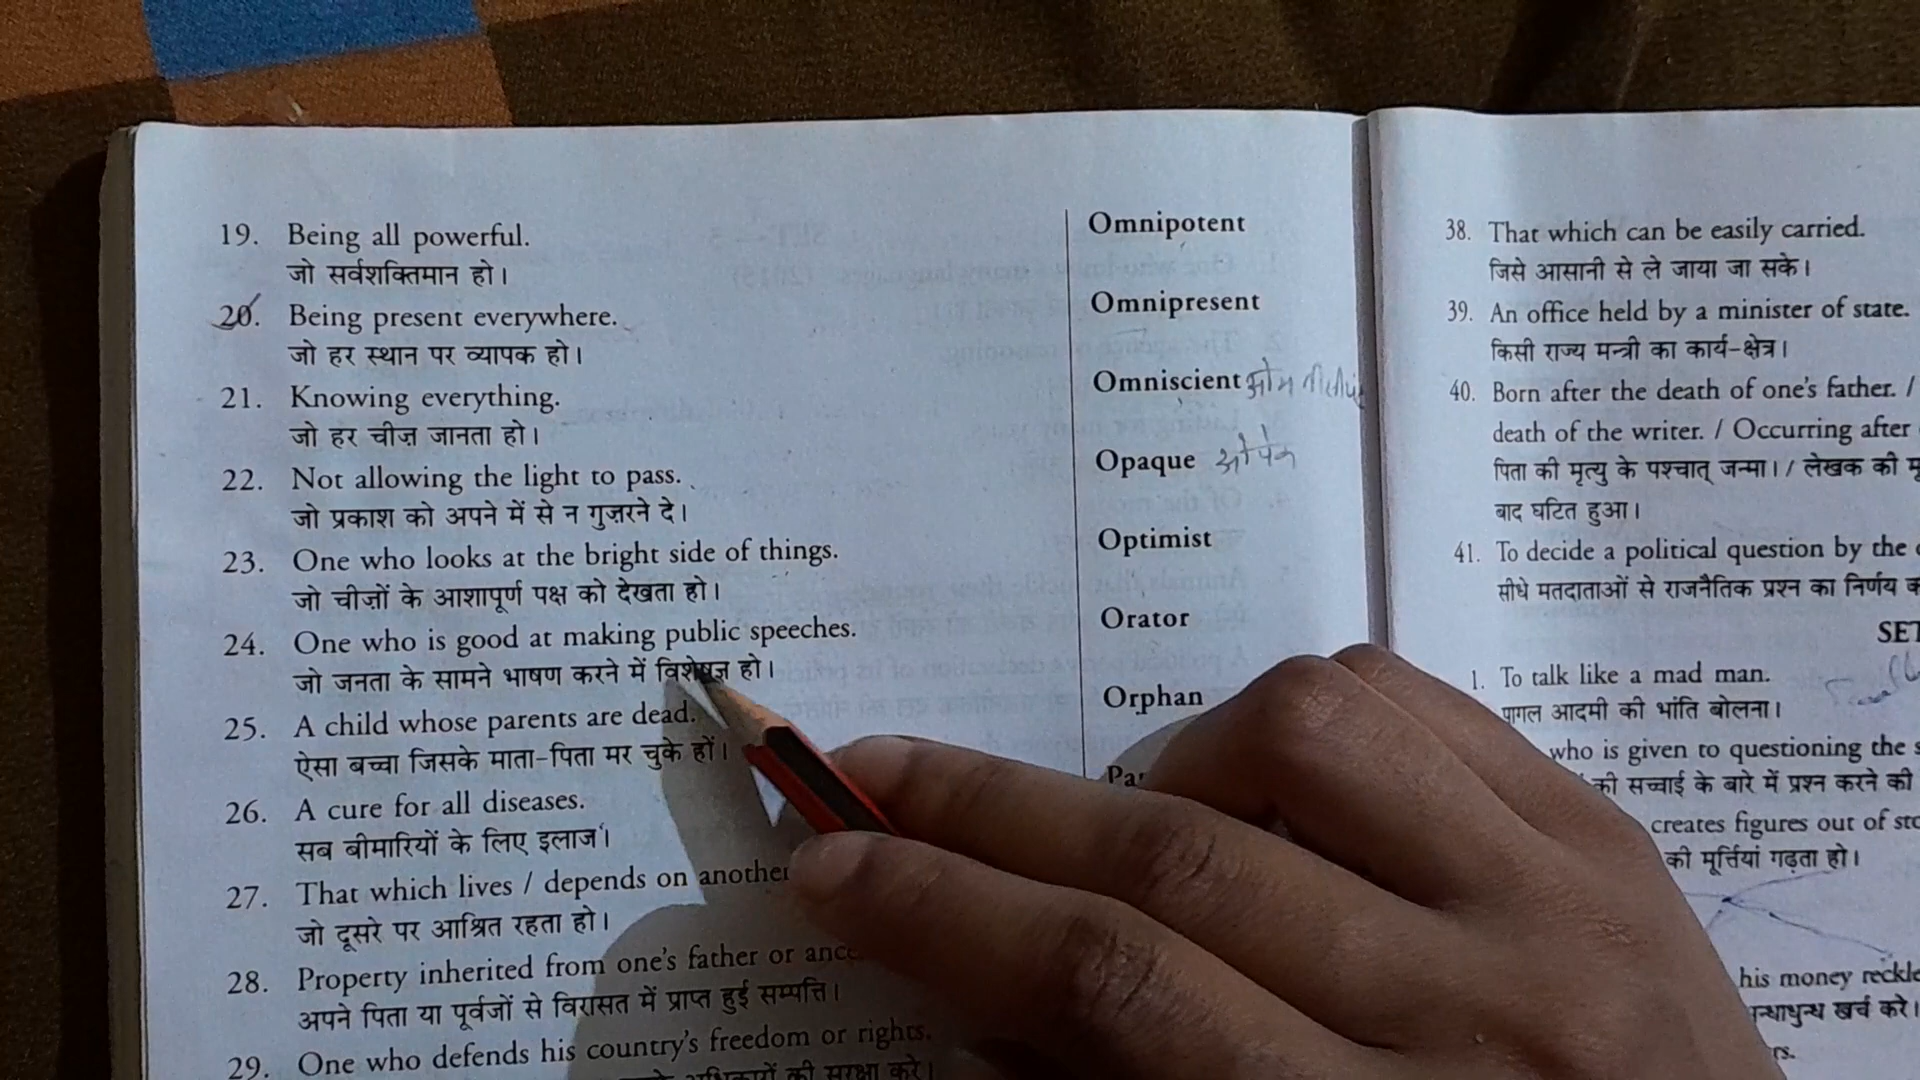 19. Being all powerful. Omnipotent
जो सर्वशक्तिमान हो।
20. Being present everywhere. Omnipresent
जो हर स्थान पर व्यापक हो।
21. Knowing everything. Omniscient
जो हर चीज़ जानता हो।
22. Not allowing the light to pass. Opaque ओपेक
जो प्रकाश को अपने में से न गुज़रने दे।
23. One who looks at the bright side of things. Optimist
जो चीज़ों के आशापूर्ण पक्ष को देखता हो।
24. One who is good at making public speeches. Orator
जो जनता के सामने भाषण करने में विशेषज्ञ हो।
25. A child whose parents are dead. Orphan
ऐसा बच्चा जिसके माता-पिता मर चुके हों।
26. A cure for all diseases.
सब बीमारियों के लिए इलाज।
27. That which lives / depends on another
जो दूसरे पर आश्रित रहता हो।
28. Property inherited from one's father or
अपने पिता या पूर्वजों से विरासत में प्राप्त हुई सम्पत्ति।
29. One who defends his country's freedom or rights.
अधिकारों की सुरक्षा करे।
38. That which can be easily carried.
जिसे आसानी से ले जाया जा सके।
39. An office held by a minister of state.
किसी राज्य मन्त्री का कार्य-क्षेत्र।
40. Born after the death of one's father. /
death of the writer. / Occurring after
पिता की मृत्यु के पश्चात् जन्मा। / लेखक की
बाद घटित हुआ।
41. To decide a political question by the
सीधे मतदाताओं से राजनैतिक प्रश्न का निर्णय
SET
1. To talk like a mad man.
पागल आदमी की भांति बोलना।
who is given to questioning the
की सच्चाई के बारे में प्रश्न करने की
creates figures out of
की मूर्त्तियां गढ़ता हो।
his money
खर्च करे।